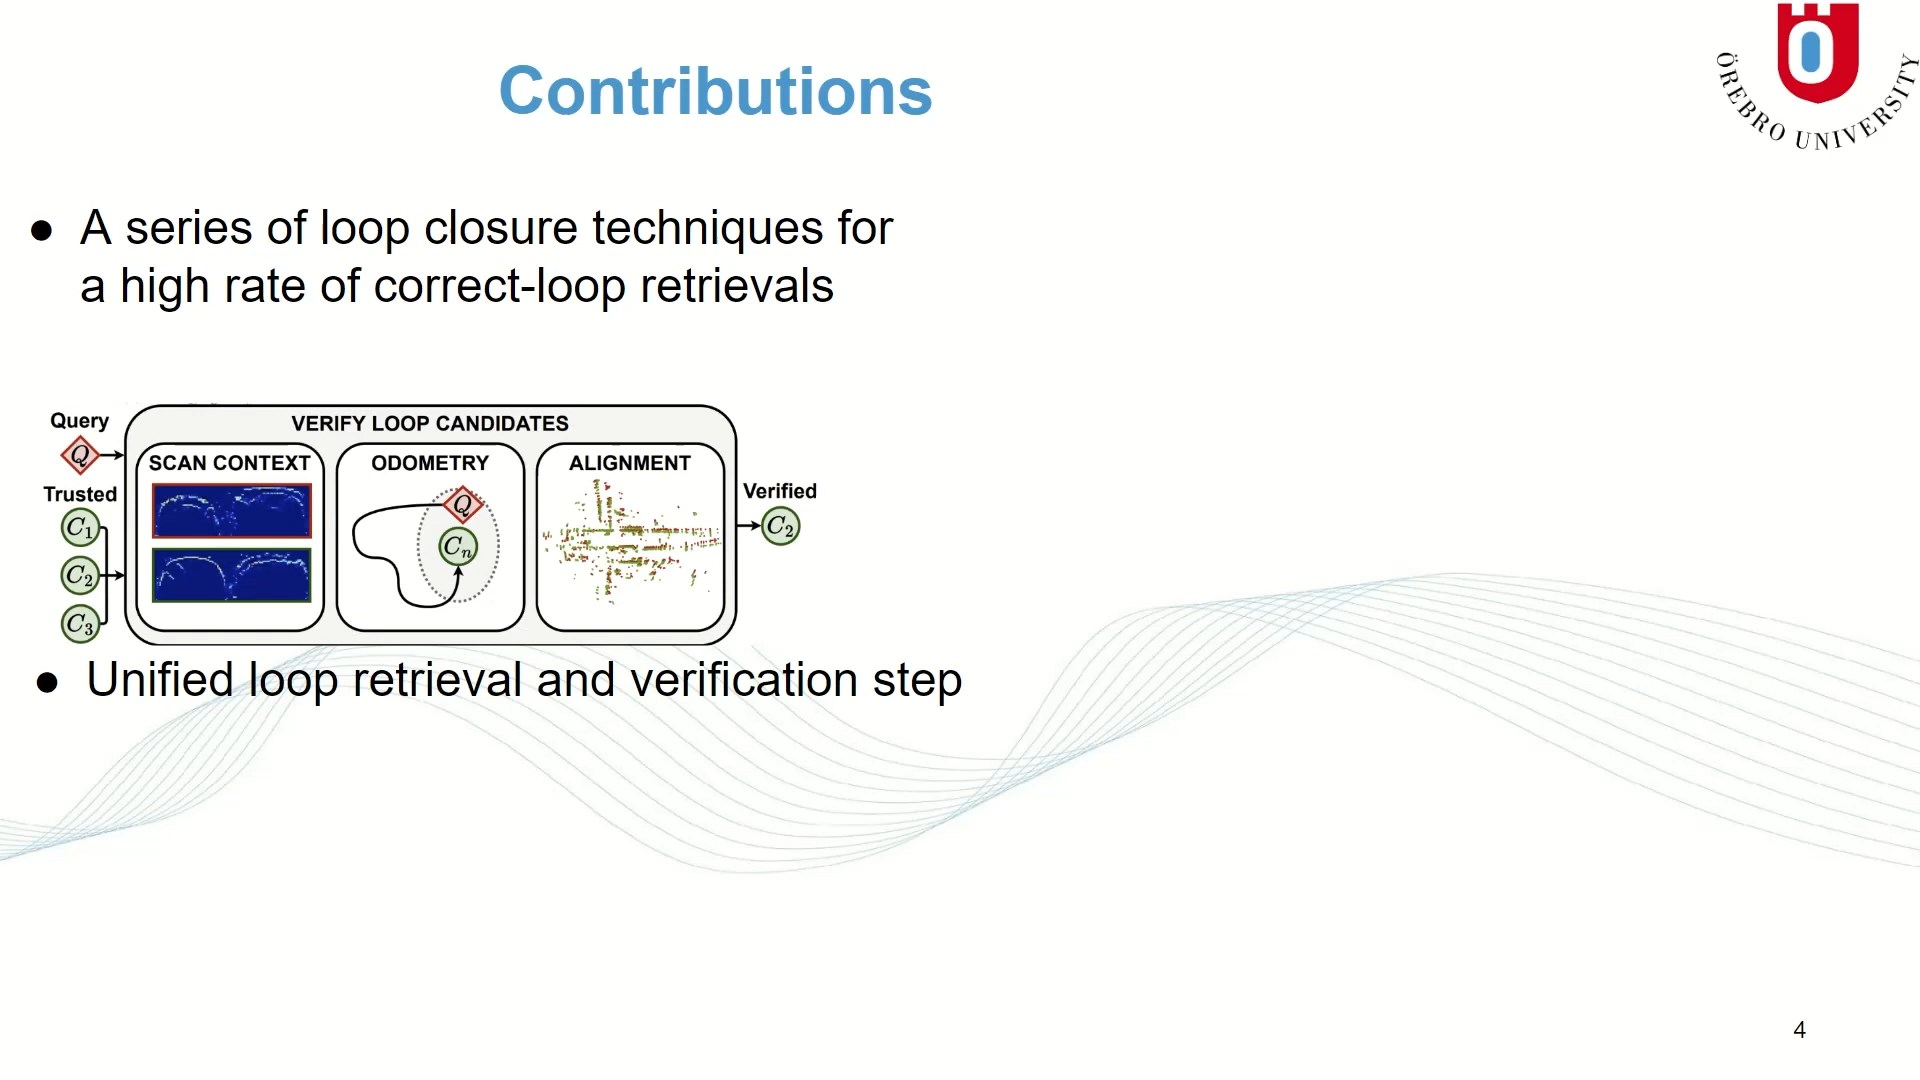 Contributions
ÖREBRO UNIVERSITY
● A series of loop closure techniques for
a high rate of correct-loop retrievals
Query
Q
Trusted
C1
C2
C3
VERIFY LOOP CANDIDATES
SCAN CONTEXT
ODOMETRY
Q
Cn
ALIGNMENT
Verified
C2
● Unified loop retrieval and verification step
4